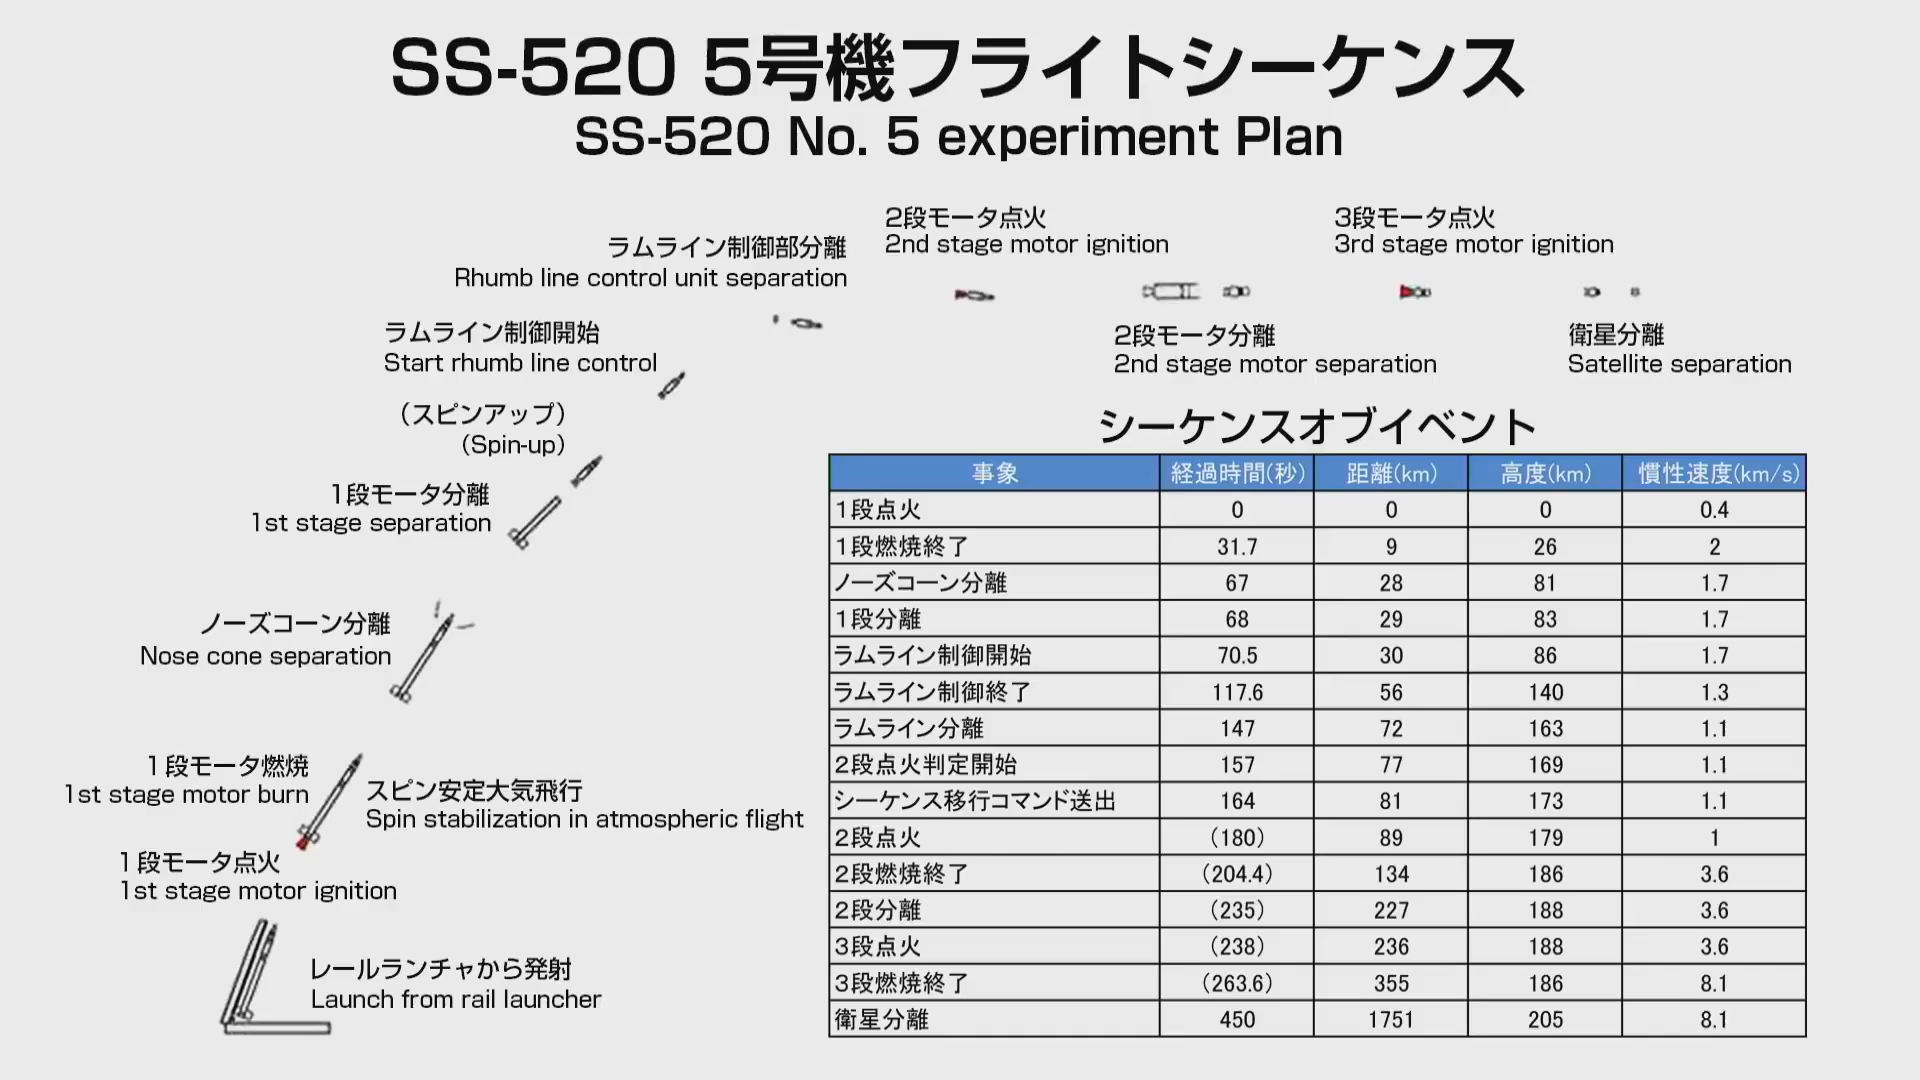 SS-520 5号機フライトシーケンス
SS-520 No. 5 experiment Plan
2段モータ点火
2nd stage motor ignition
3段モータ点火
3rd stage motor ignition
ラムライン制御部分離
Rhumb line control unit separation
ラムライン制御開始
Start rhumb line control
2段モータ分離
2nd stage motor separation
衛星分離
Satellite separation
（スピンアップ）
(Spin-up)
1段モータ分離
1st stage separation
ノーズコーン分離
Nose cone separation
1段モータ燃焼
1st stage motor burn
スピン安定大気飛行
Spin stabilization in atmospheric flight
1段モータ点火
1st stage motor ignition
レールランチャから発射
Launch from rail launcher
シーケンスオブイベント
事象 経過時間(秒) 距離(km) 高度(km) 慣性速度(km/s)
1段点火 0 0 0 0.4
1段燃焼終了 31.7 9 26 2
ノーズコーン分離 67 28 81 1.7
1段分離 68 29 83 1.7
ラムライン制御開始 70.5 30 86 1.7
ラムライン制御終了 117.6 56 140 1.3
ラムライン分離 147 72 163 1.1
2段点火判定開始 157 77 169 1.1
シーケンス移行コマンド送出 164 81 173 1.1
2段点火 (180) 89 179 1
2段燃焼終了 (204.4) 134 186 3.6
2段分離 (235) 227 188 3.6
3段点火 (238) 236 188 3.6
3段燃焼終了 (263.6) 355 186 8.1
衛星分離 450 1751 205 8.1